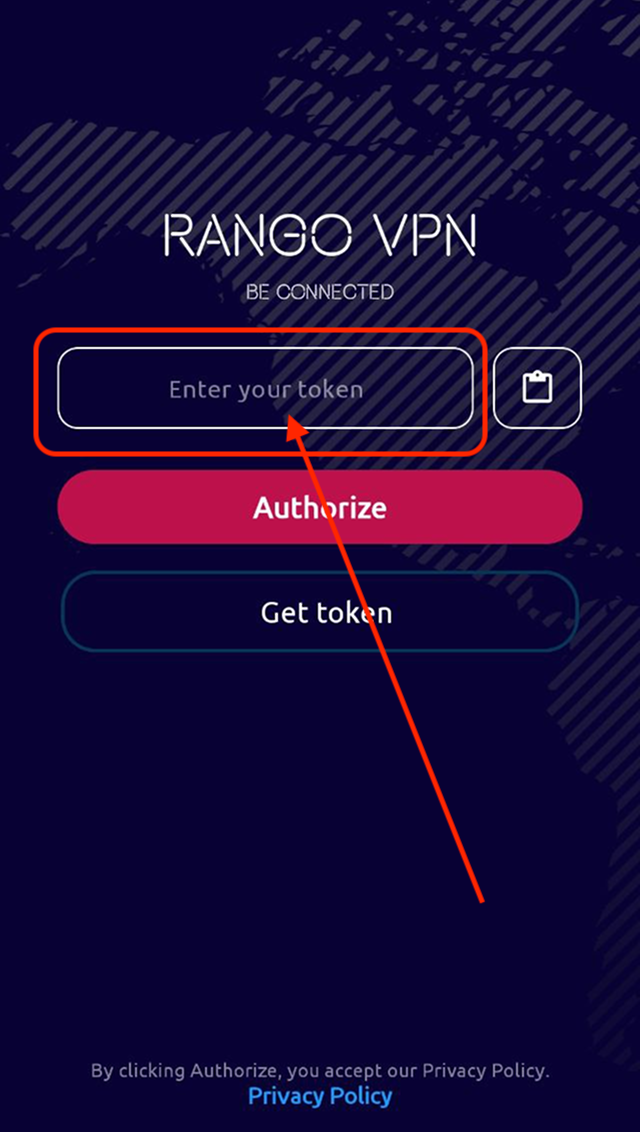 RANGO VPN
BE CONNECTED
Enter your token
Authorize
Get token
By clicking Authorize, you accept our Privacy Policy.
Privacy Policy